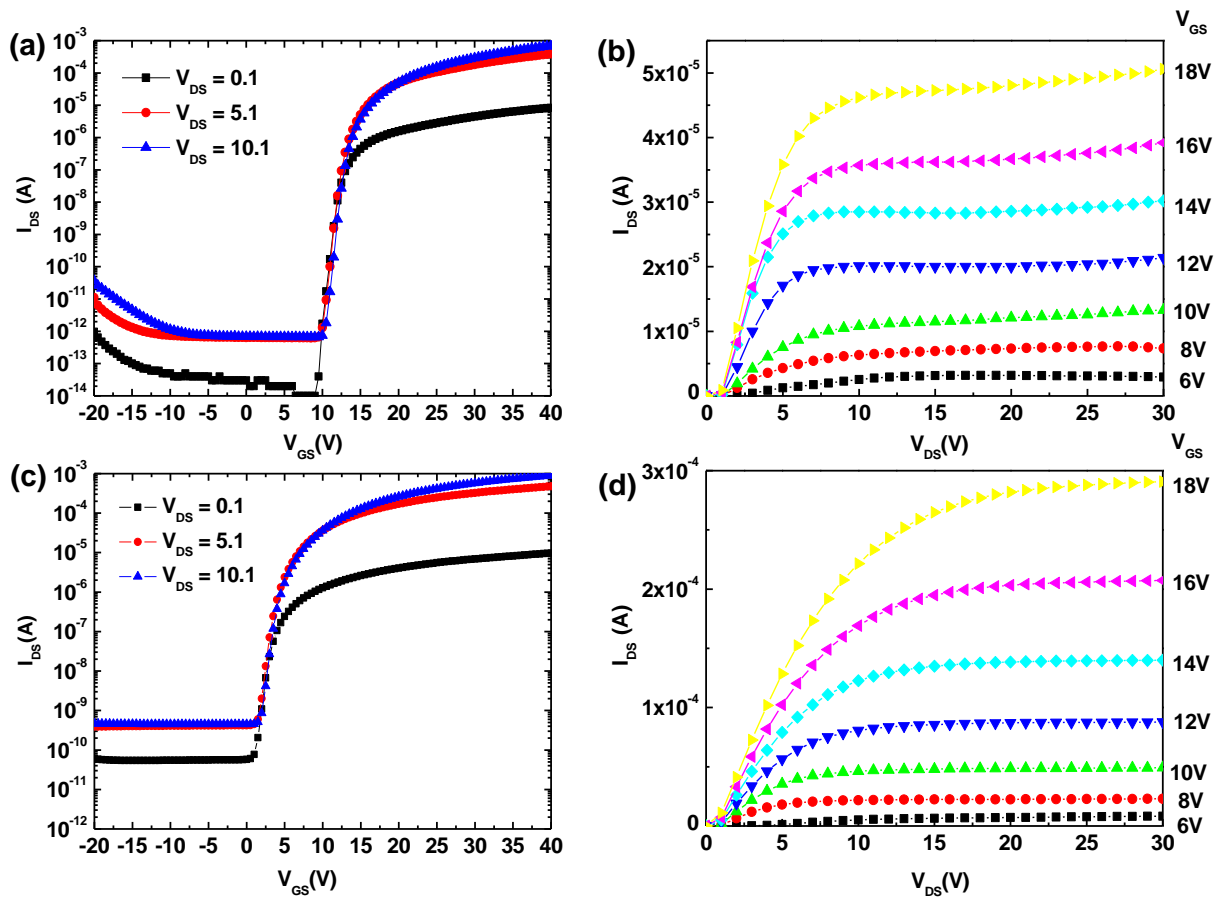 (a)
10⁻³
10⁻⁴
10⁻⁵
10⁻⁶
10⁻⁷
10⁻⁸
10⁻⁹
10⁻¹⁰
10⁻¹¹
10⁻¹²
10⁻¹³
10⁻¹⁴
I_DS (A)
V_DS = 0.1
V_DS = 5.1
V_DS = 10.1
-20 -15 -10 -5 0 5 10 15 20 25 30 35 40
V_GS(V)
(b)
V_GS
5x10⁻⁵
4x10⁻⁵
3x10⁻⁵
2x10⁻⁵
1x10⁻⁵
0
I_DS (A)
18V
16V
14V
12V
10V
8V
6V
0 5 10 15 20 25 30
V_DS(V)
(c)
10⁻³
10⁻⁴
10⁻⁵
10⁻⁶
10⁻⁷
10⁻⁸
10⁻⁹
10⁻¹⁰
10⁻¹¹
10⁻¹²
I_DS (A)
V_DS = 0.1
V_DS = 5.1
V_DS = 10.1
-20 -15 -10 -5 0 5 10 15 20 25 30 35 40
V_GS(V)
(d)
V_GS
3x10⁻⁴
2x10⁻⁴
1x10⁻⁴
0
I_DS (A)
18V
16V
14V
12V
10V
8V
6V
0 5 10 15 20 25 30
V_DS(V)